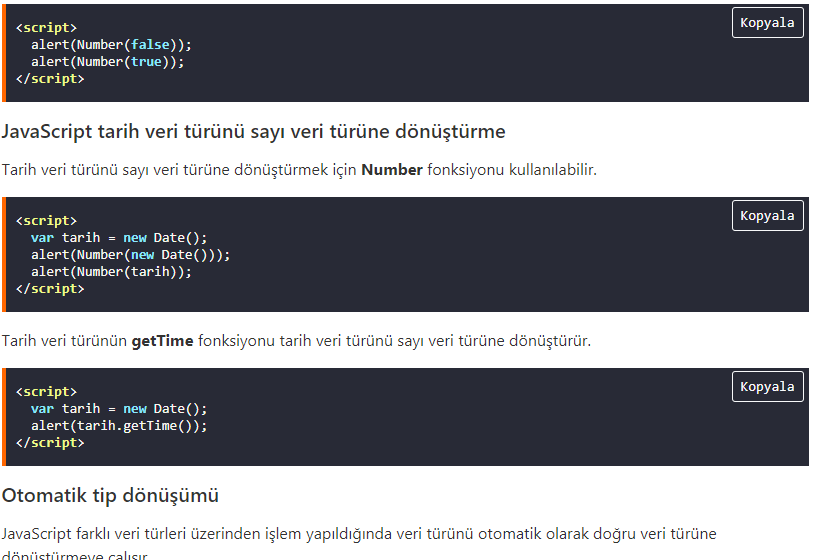 <script>
Kopyala
alert(Number(false));
alert(Number(true));
</script>
JavaScript tarih veri türünü sayı veri türüne dönüştürme
Tarih veri türünü sayı veri türüne dönüştürmek için Number fonksiyonu kullanılabilir.
<script>
Kopyala
var tarih = new Date();
alert(Number(new Date()));
alert(Number(tarih));
</script>
Tarih veri türünün getTime fonksiyonu tarih veri türünü sayı veri türüne dönüştürür.
<script>
Kopyala
var tarih = new Date();
alert(tarih.getTime());
</script>
Otomatik tip dönüşümü
JavaScript farklı veri türleri üzerinden işlem yapıldığında veri türünü otomatik olarak doğru veri türüne
dönüştürmeye çalışır